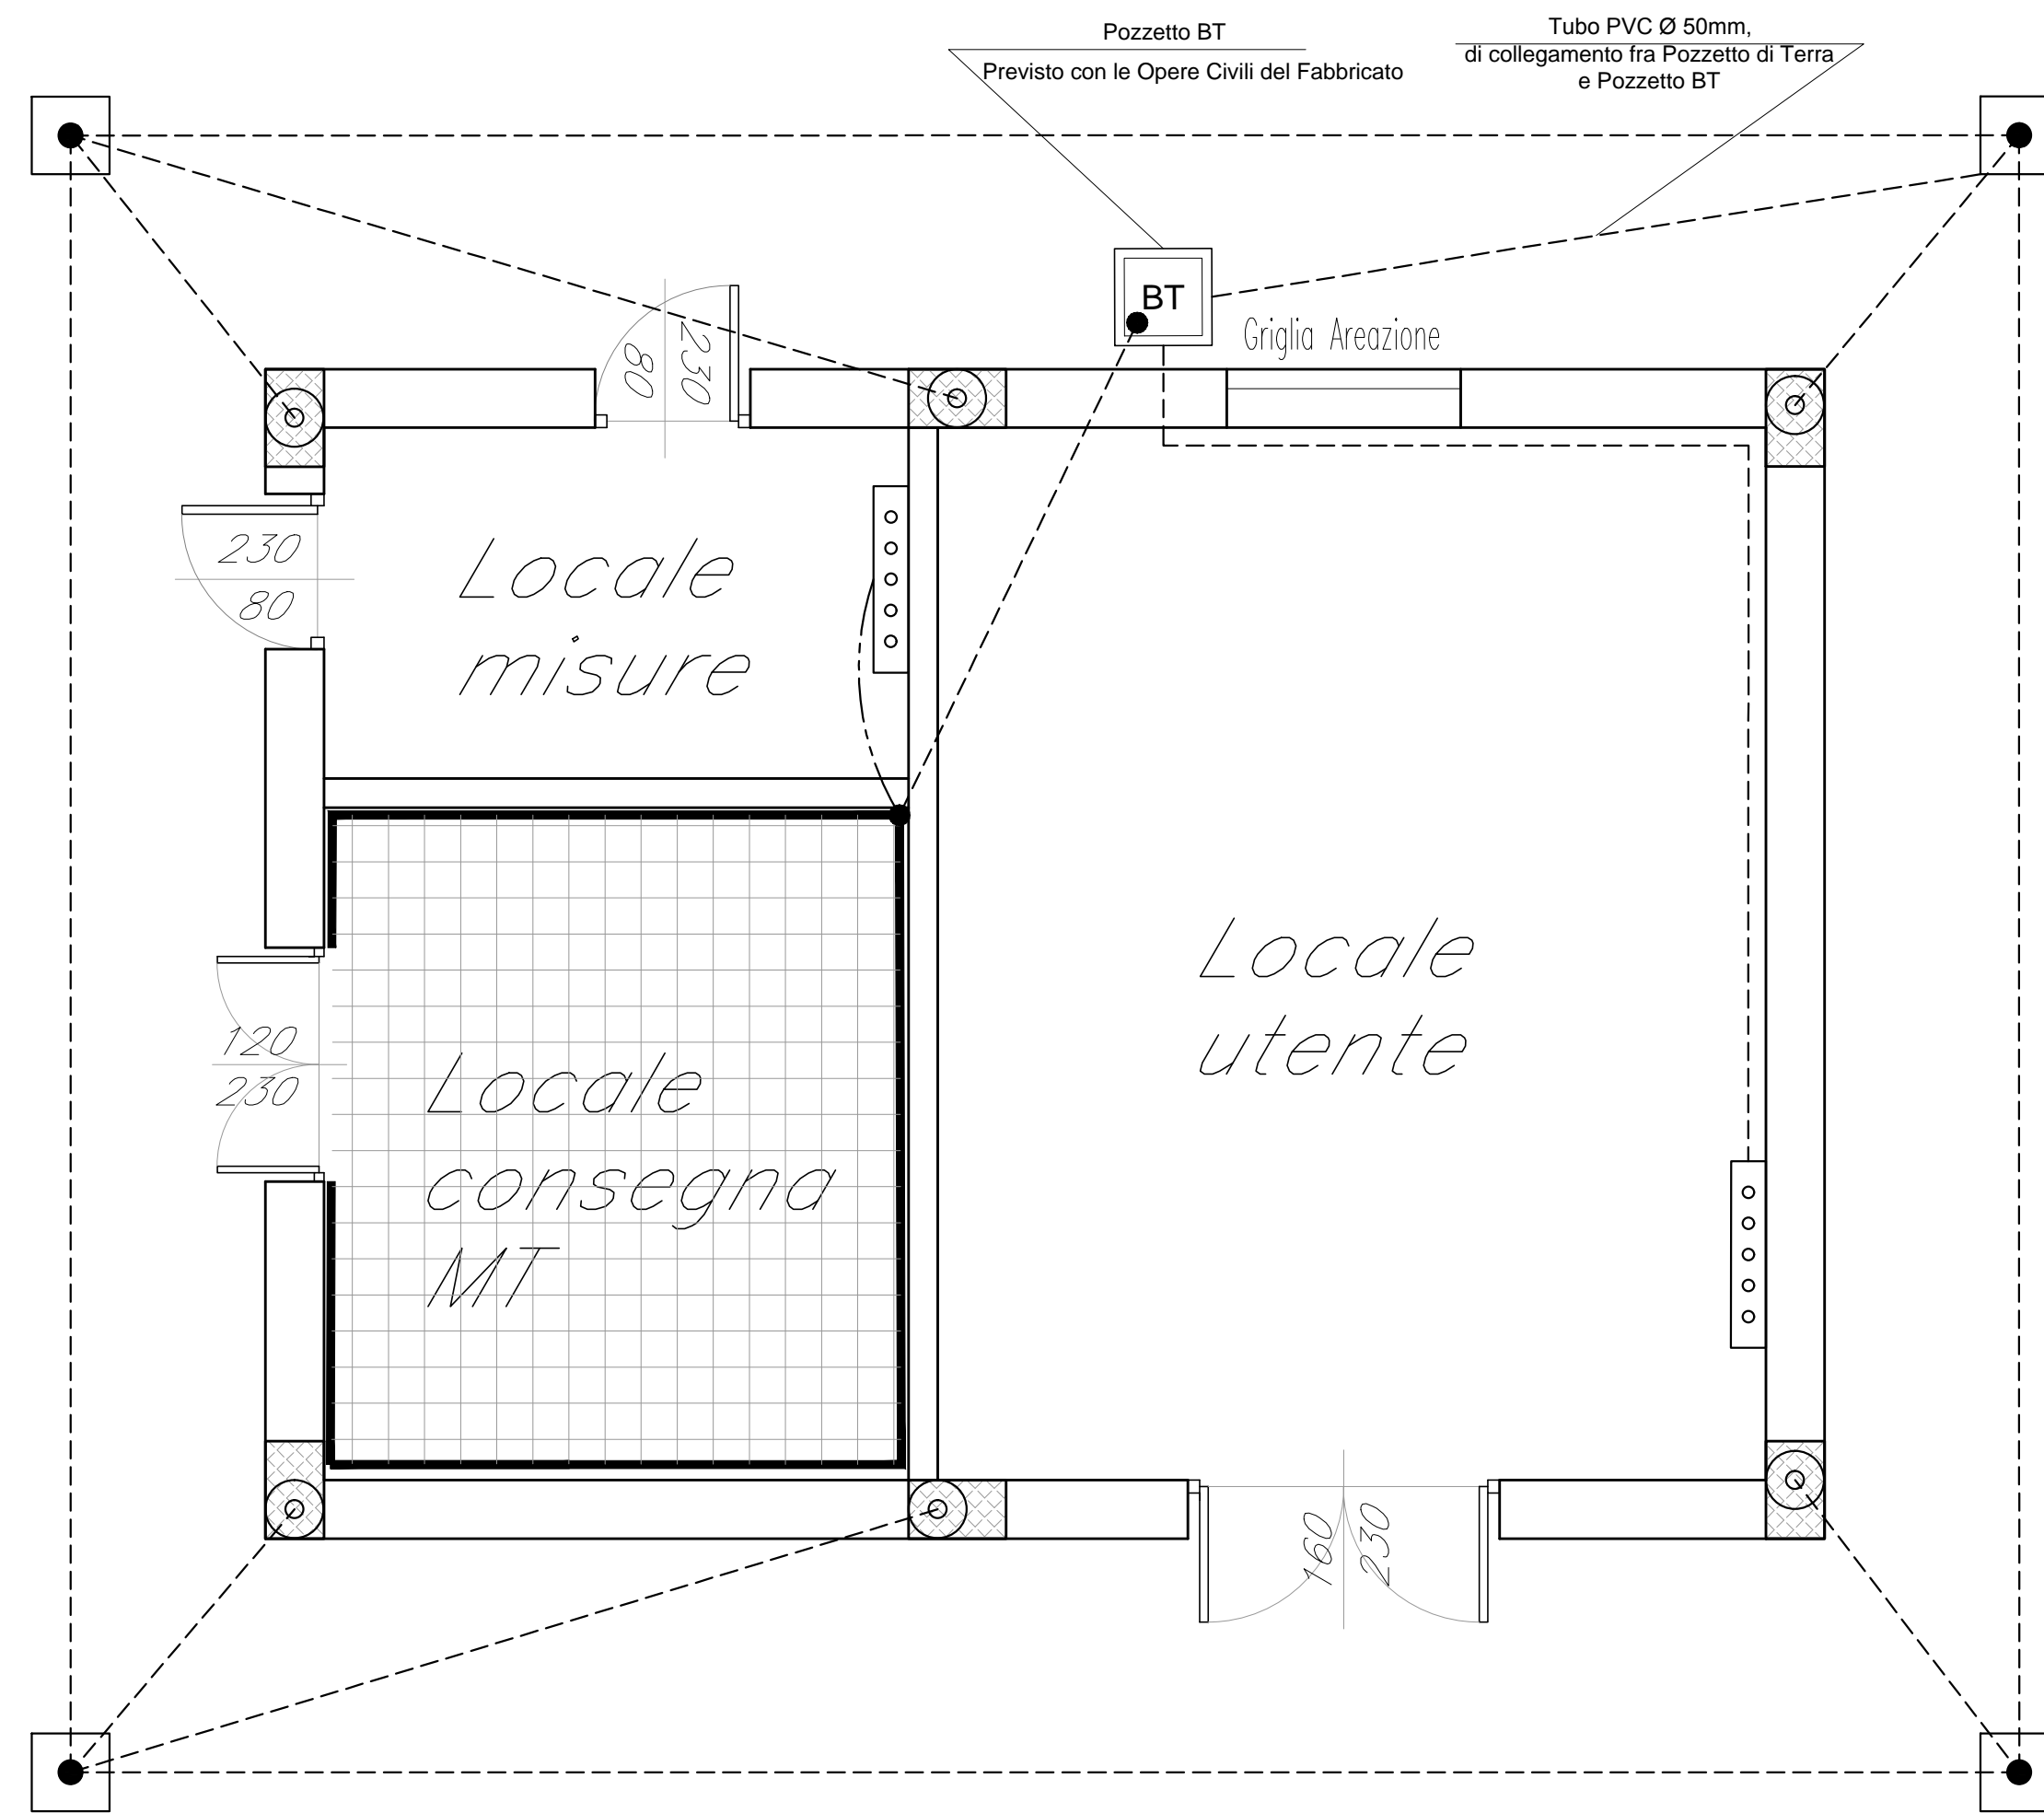 Pozzetto BT
Previsto con le Opere Civili del Fabbricato
Tubo PVC Ø 50mm,
di collegamento fra Pozzetto di Terra
e Pozzetto BT
BT
Griglia Areazione
80
230
230
80
Locale
misure
Locale
utente
120
230
Locale
consegna
MT
160
230